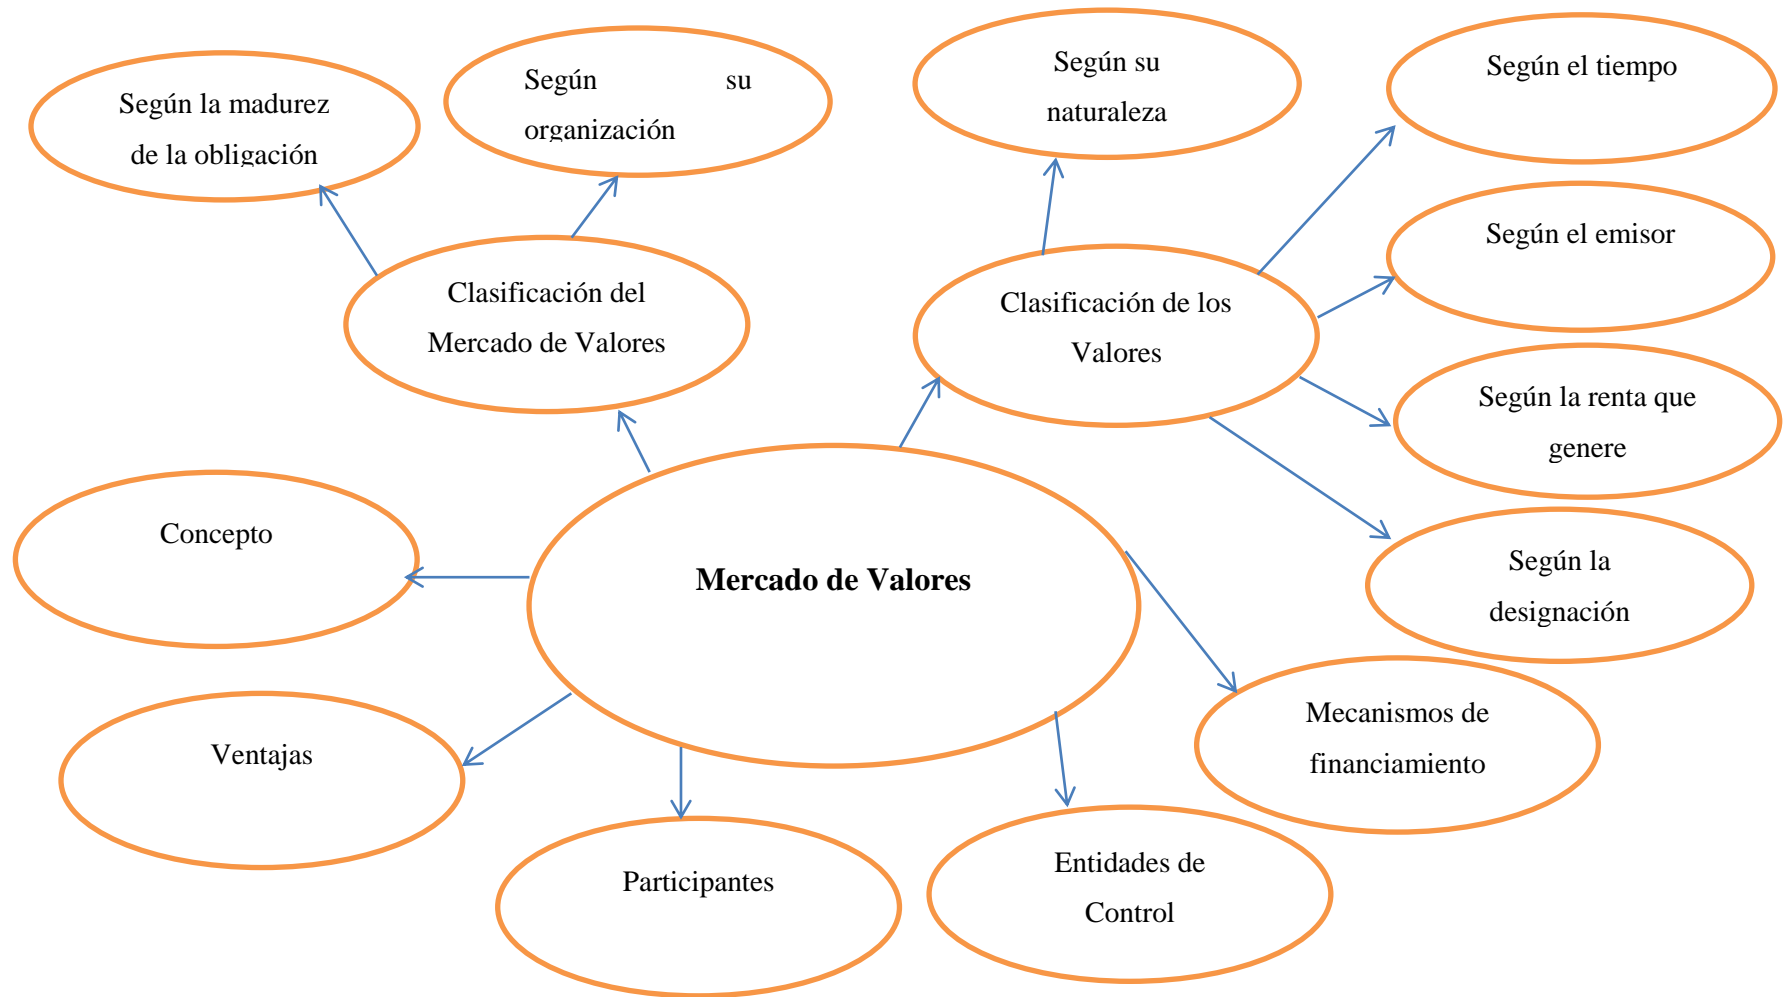 Según la madurez
de la obligación
Según su
organización
Según su
naturaleza
Según el tiempo
Según el emisor
Clasificación del
Mercado de Valores
Clasificación de los
Valores
Según la renta que
genere
Concepto
Mercado de Valores
Según la
designación
Ventajas
Mecanismos de
financiamiento
Participantes
Entidades de
Control